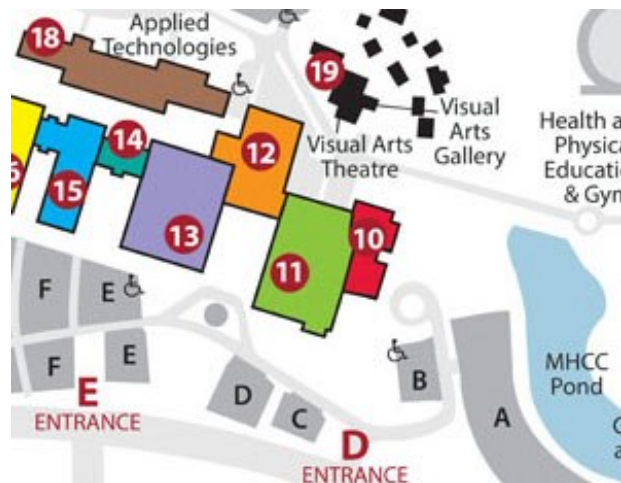 18
Applied
Technologies
19
Visual
Arts
Gallery
Visual Arts
Theatre
Health
Physica
Educatio
& Gym
12
14
6
15
13
10
11
F
E
F
E
E
ENTRANCE
D
C
D
ENTRANCE
B
A
MHCC
Pond